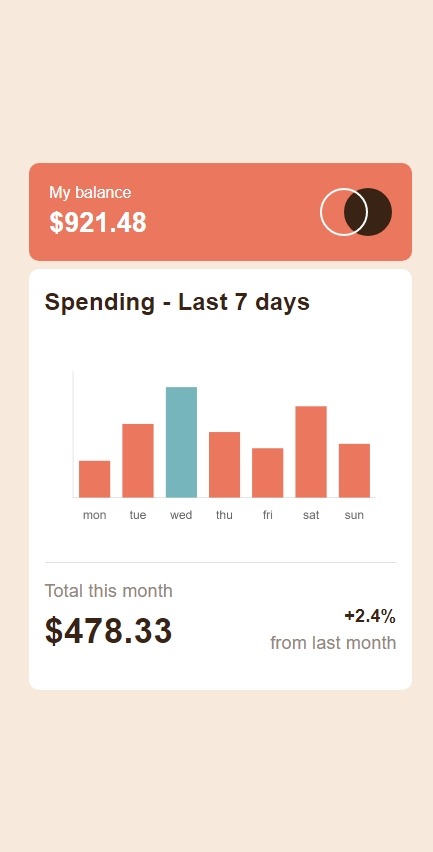 My balance
$921.48
Spending - Last 7 days
mon tue wed thu fri sat sun
Total this month
$478.33
+2.4%
from last month